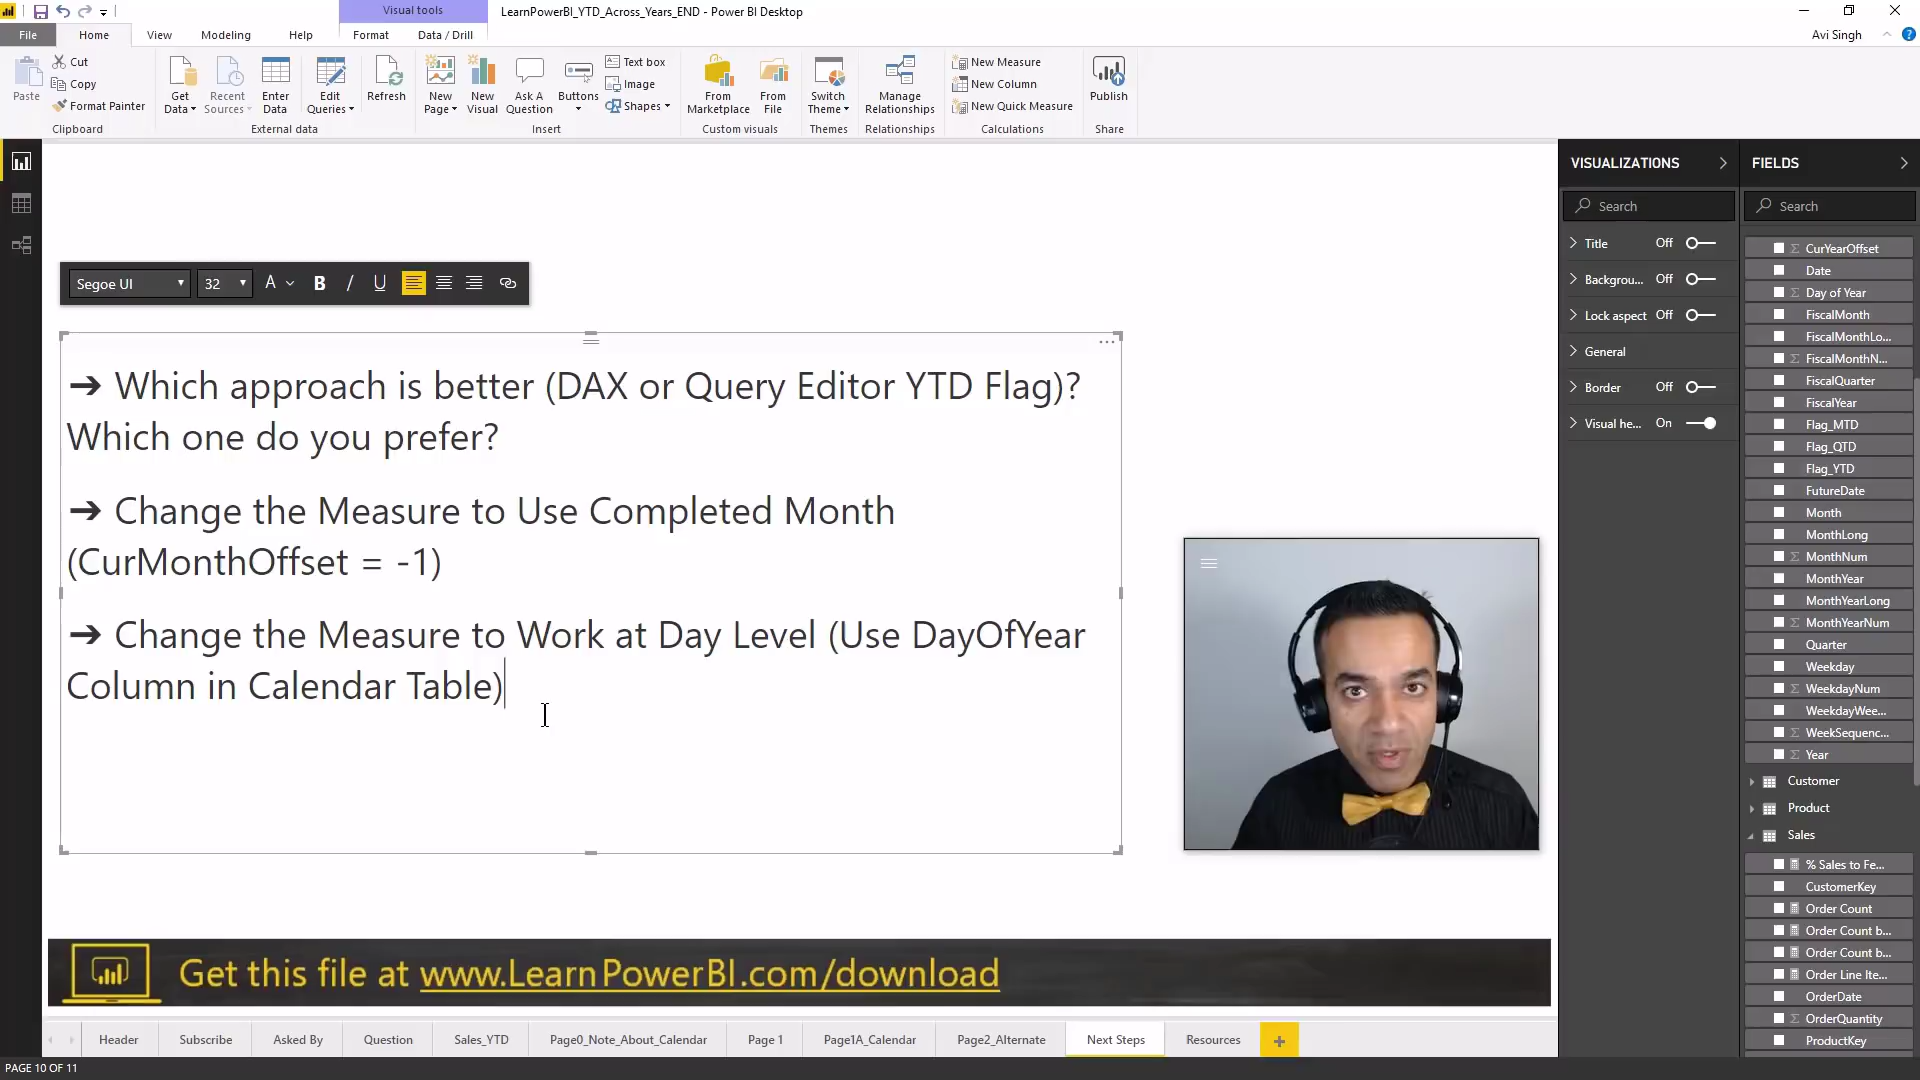 Visual tools
LearnPowerBI_YTD_Across_Years_END - Power BI Desktop
File
Home
View
Modeling
Help
Format
Data / Drill
Avi Singh
Paste
Cut
Copy
Format Painter
Clipboard
Get Data
Recent Sources
Enter Data
Edit Queries
Refresh
External data
New Page
New Visual
Ask A Question
Buttons
Text box
Image
Shapes
Insert
From Marketplace
From File
Custom visuals
Switch Theme
Themes
Manage Relationships
Relationships
New Measure
New Column
New Quick Measure
Calculations
Publish
Share
Segoe UI
32
A
B
I
U
➔ Which approach is better (DAX or Query Editor YTD Flag)?
Which one do you prefer?
➔ Change the Measure to Use Completed Month
(CurMonthOffset = -1)
➔ Change the Measure to Work at Day Level (Use DayOfYear
Column in Calendar Table)
Get this file at www.LearnPowerBI.com/download
VISUALIZATIONS
Search
Title Off
Backgrou... Off
Lock aspect Off
General
Border Off
Visual he... On
FIELDS
Search
CurYearOffset
Date
Day of Year
FiscalMonth
FiscalMonthLo...
FiscalMonthN...
FiscalQuarter
FiscalYear
Flag_MTD
Flag_QTD
Flag_YTD
FutureDate
Month
MonthLong
MonthNum
MonthYear
MonthYearLong
MonthYearNum
Quarter
Weekday
WeekdayNum
WeekdayWee...
WeekSequenc...
Year
Customer
Product
Sales
% Sales to Fe...
CustomerKey
Order Count
Order Count b...
Order Count b...
Order Line Ite...
OrderDate
OrderQuantity
ProductKey
Header
Subscribe
Asked By
Question
Sales_YTD
Page0_Note_About_Calendar
Page 1
Page1A_Calendar
Page2_Alternate
Next Steps
Resources
PAGE 10 OF 11